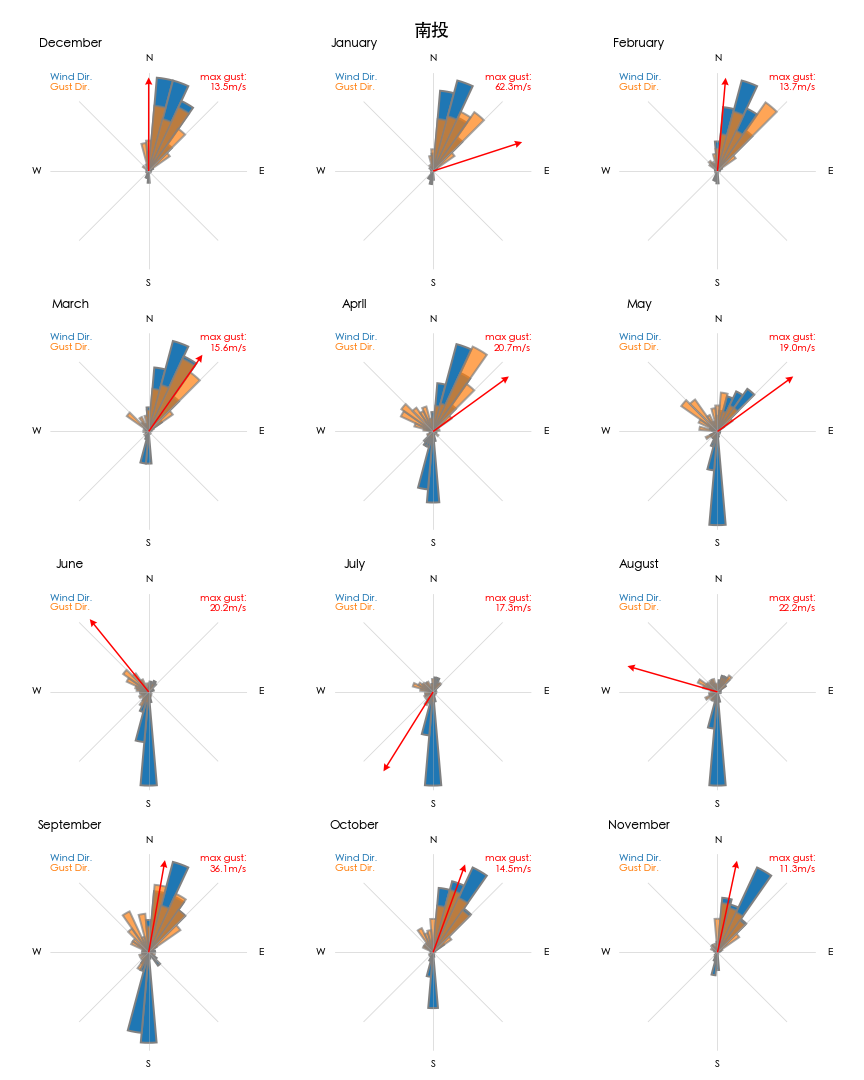 南投
December
N
Wind Dir.
Gust Dir.
max gust:
13.5m/s
W
E
S
January
N
Wind Dir.
Gust Dir.
max gust:
62.3m/s
W
E
S
February
N
Wind Dir.
Gust Dir.
max gust:
13.7m/s
W
E
S
March
N
Wind Dir.
Gust Dir.
max gust:
15.6m/s
W
E
S
April
N
Wind Dir.
Gust Dir.
max gust:
20.7m/s
W
E
S
May
N
Wind Dir.
Gust Dir.
max gust:
19.0m/s
W
E
S
June
N
Wind Dir.
Gust Dir.
max gust:
20.2m/s
W
E
S
July
N
Wind Dir.
Gust Dir.
max gust:
17.3m/s
W
E
S
August
N
Wind Dir.
Gust Dir.
max gust:
22.2m/s
W
E
S
September
N
Wind Dir.
Gust Dir.
max gust:
36.1m/s
W
E
S
October
N
Wind Dir.
Gust Dir.
max gust:
14.5m/s
W
E
S
November
N
Wind Dir.
Gust Dir.
max gust:
11.3m/s
W
E
S